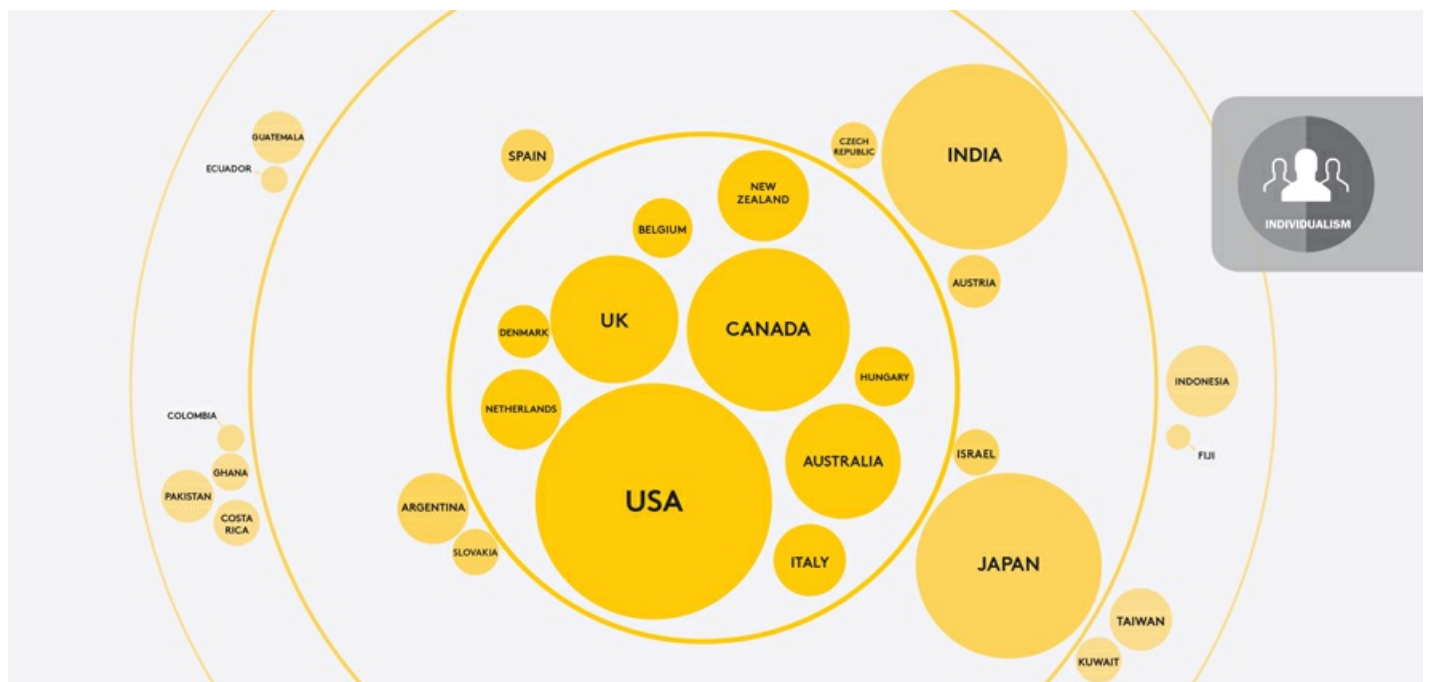 GUATEMALA
ECUADOR
SPAIN
CZECH
REPUBLIC
INDIA
NEW
ZEALAND
BELGIUM
INDIVIDUALISM
AUSTRIA
UK
CANADA
DENMARK
HUNGARY
INDONESIA
NETHERLANDS
COLOMBIA
GHANA
PAKISTAN
COSTA
RICA
ARGENTINA
SLOVAKIA
USA
AUSTRALIA
ISRAEL
FIJI
ITALY
JAPAN
TAIWAN
KUWAIT